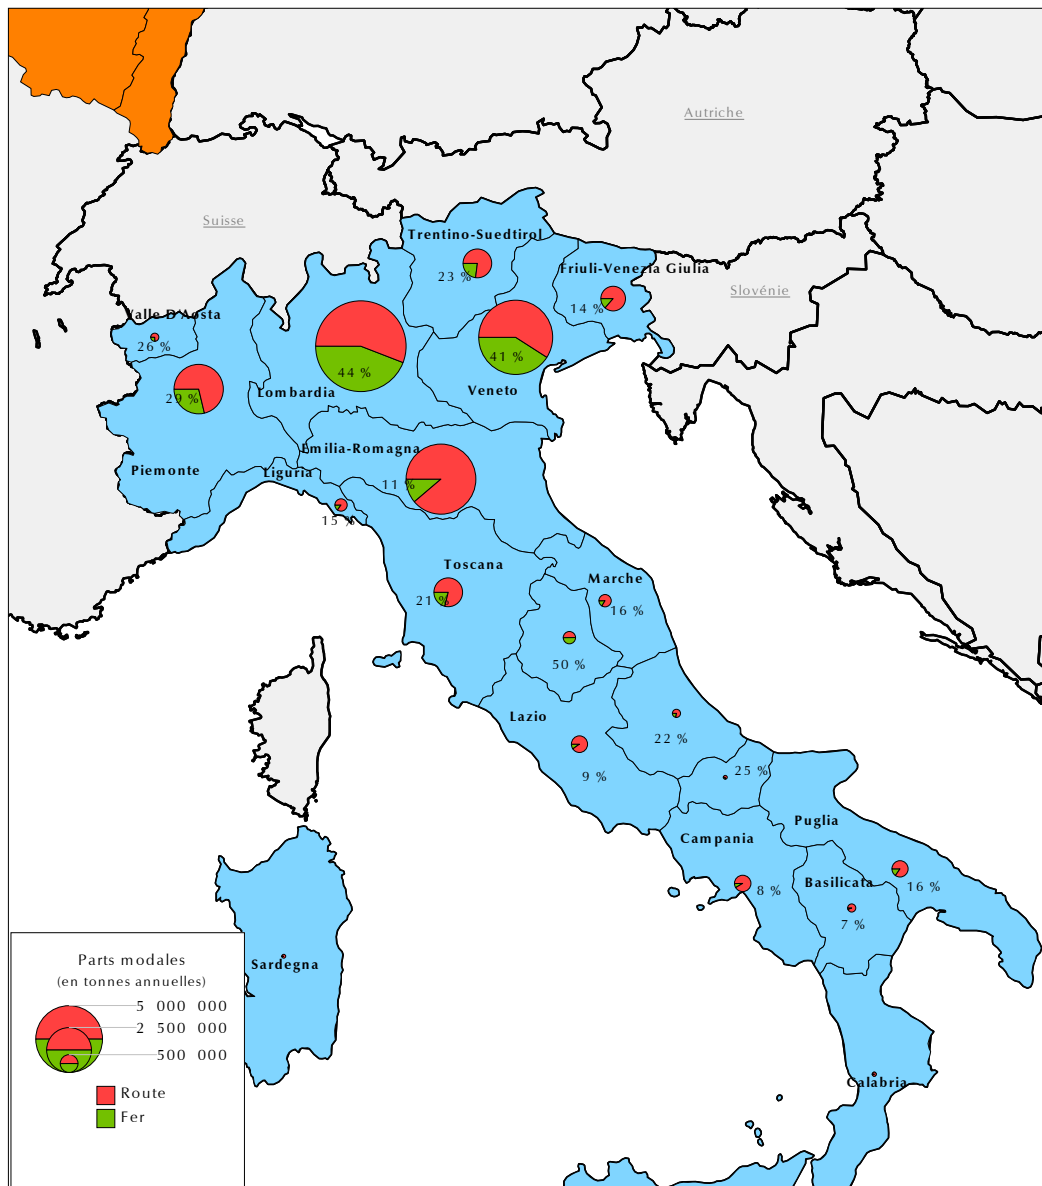 Autriche
Suisse
Trentino-Suedtirol
Friuli-Venezia Giulia
23 %
Slovénie
14 %
Valle D'Aosta
26 %
41 %
44 %
Lombardia
Veneto
29 %
Emilia-Romagna
Piemonte
Liguria
11 %
15 %
Toscana
Marche
21 %
16 %
50 %
Lazio
22 %
9 %
25 %
Puglia
Campania
Basilicata
8 %
16 %
7 %
Sardegna
Calabria
Parts modales
(en tonnes annuelles)
5 000 000
2 500 000
500 000
Route
Fer